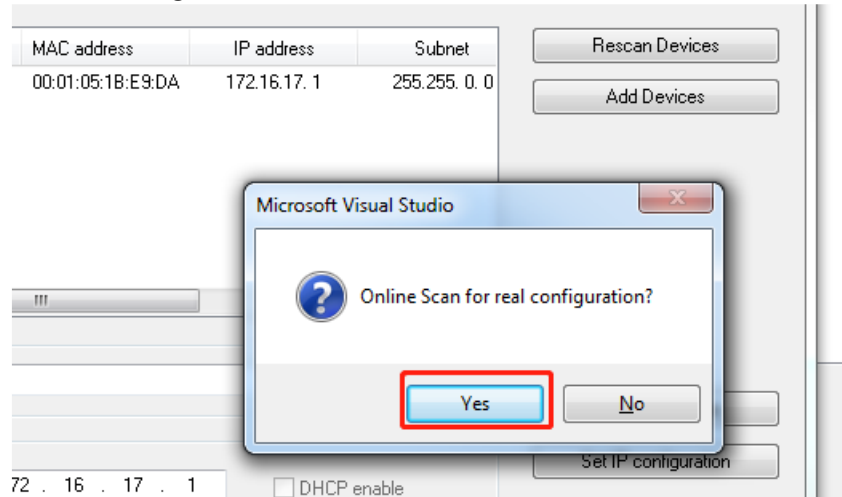 MAC address IP address Subnet Rescan Devices
00:01:05:1B:E9:DA 172.16.17. 1 255.255. 0. 0
Add Devices
Microsoft Visual Studio
Online Scan for real configuration?
Yes No
Set IP configuration
72 . 16 . 17 . 1 DHCP enable